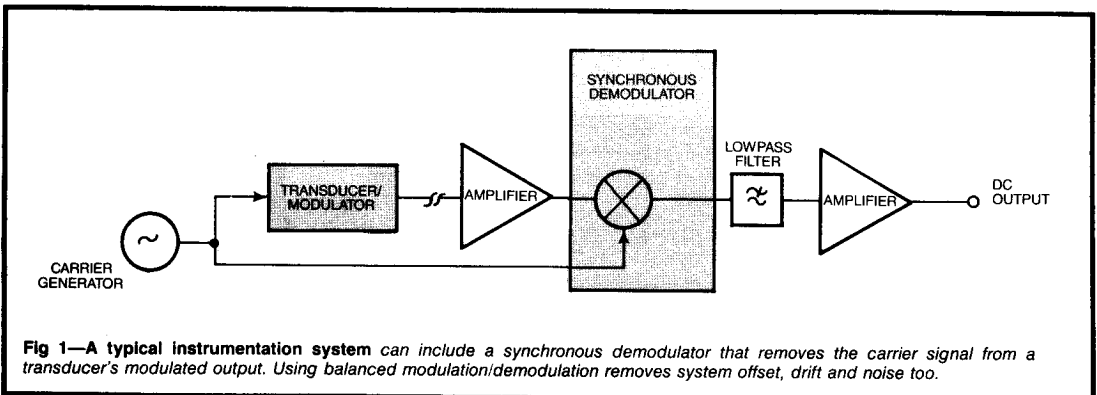 SYNCHRONOUS
DEMODULATOR
LOWPASS
FILTER
TRANSDUCER/
MODULATOR
AMPLIFIER
AMPLIFIER
DC
OUTPUT
CARRIER
GENERATOR
Fig 1—A typical instrumentation system can include a synchronous demodulator that removes the carrier signal from a
transducer's modulated output. Using balanced modulation/demodulation removes system offset, drift and noise too.